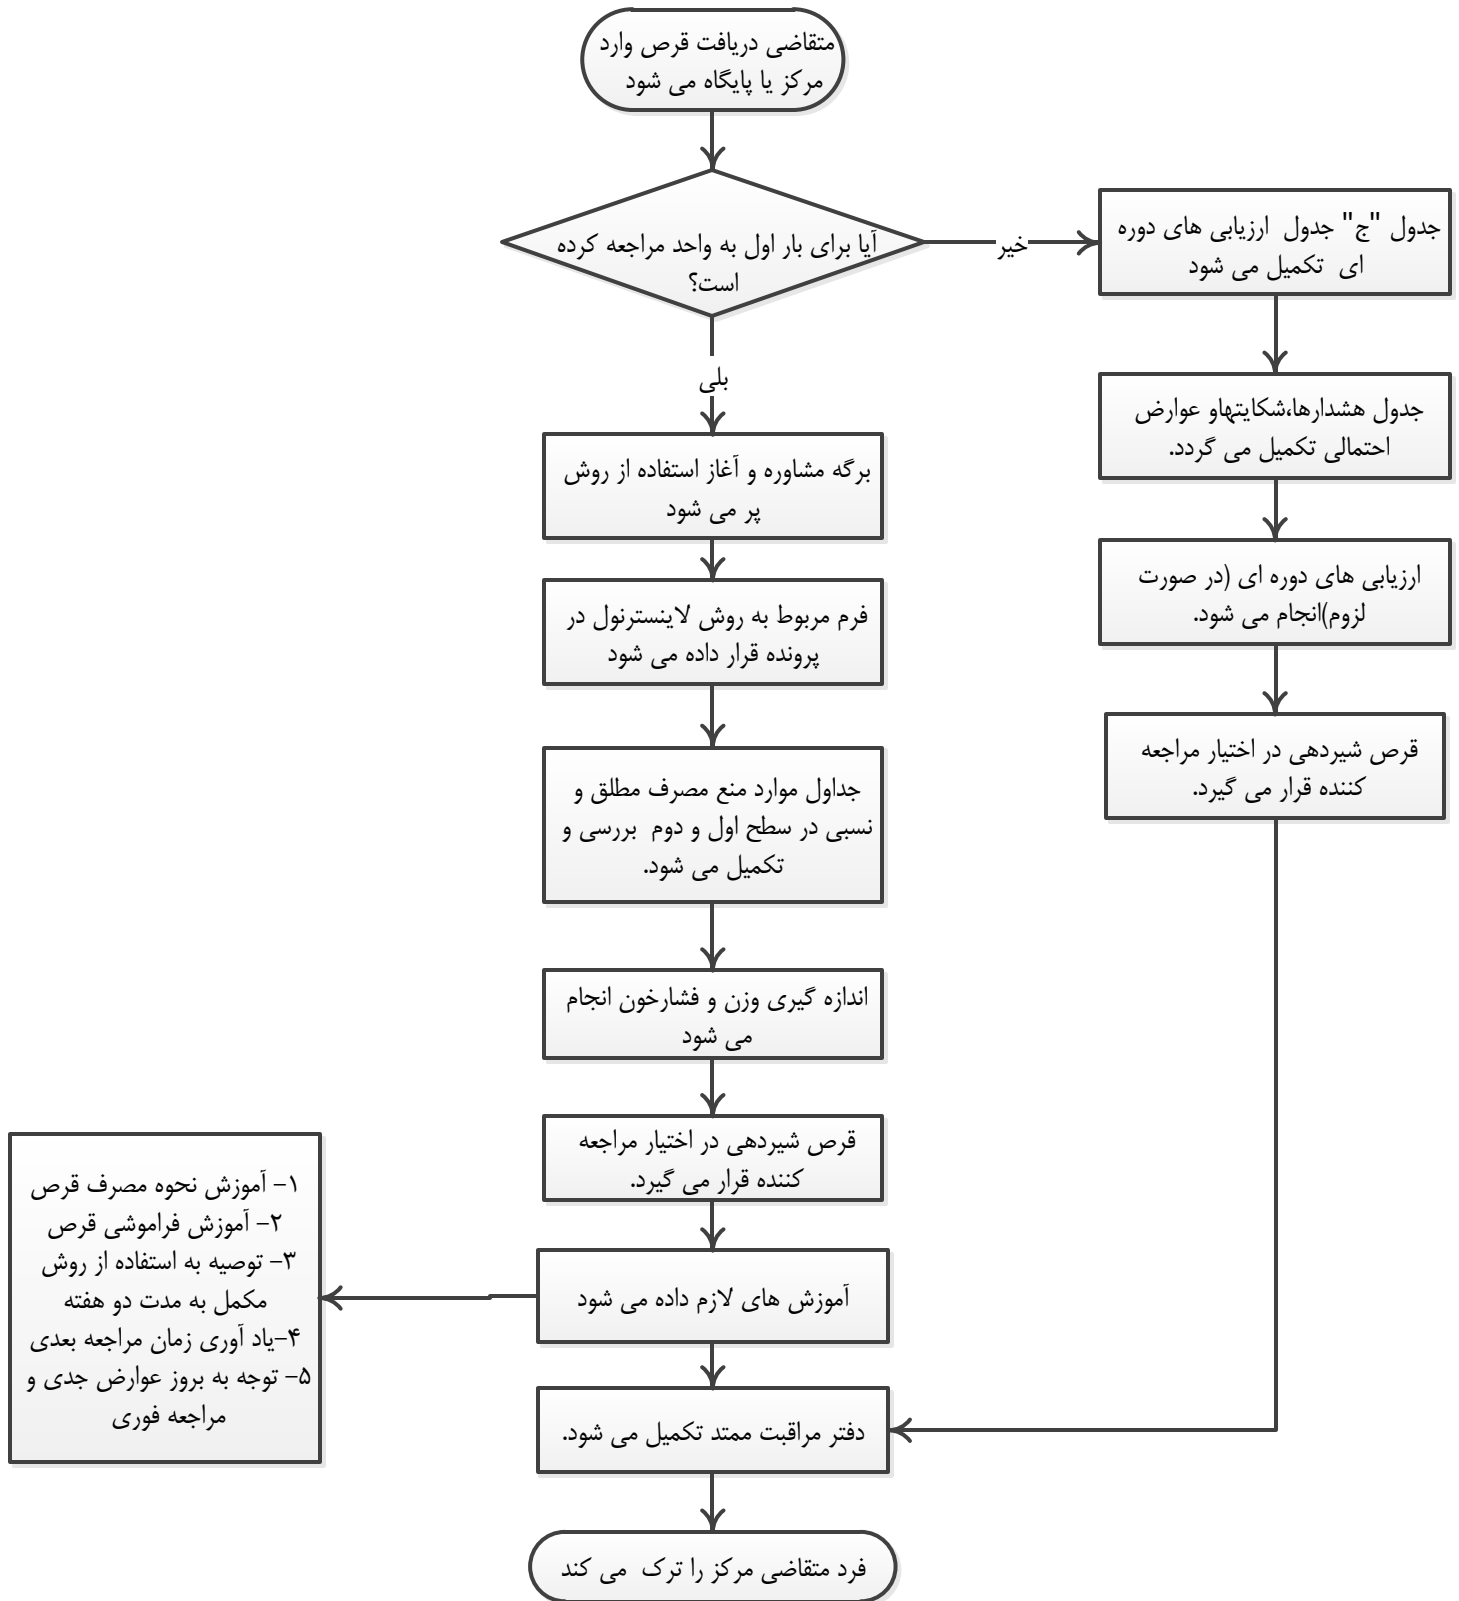 متقاضی دریافت قرص وارد
مرکز یا پایگاه می شود
آیا برای بار اول به واحد مراجعه کرده
است؟
خیر
جدول "ج" جدول ارزیابی های دوره
ای تکمیل می شود
جدول هشدارها،شکایتهاو عوارض
احتمالی تکمیل می گردد.
ارزیابی های دوره ای (در صورت
لزوم)انجام می شود.
قرص شیردهی در اختیار مراجعه
کننده قرار می گیرد.
بلی
برگه مشاوره و آغاز استفاده از روش
پر می شود
فرم مربوط به روش لاینسترنول در
پرونده قرار داده می شود
جداول موارد منع مصرف مطلق و
نسبی در سطح اول و دوم بررسی و
تکمیل می شود.
اندازه گیری وزن و فشارخون انجام
می شود
قرص شیردهی در اختیار مراجعه
کننده قرار می گیرد.
آموزش های لازم داده می شود
۱- آموزش نحوه مصرف قرص
۲- آموزش فراموشی قرص
۳- توصیه به استفاده از روش
مکمل به مدت دو هفته
۴-یاد آوری زمان مراجعه بعدی
۵- توجه به بروز عوارض جدی و
مراجعه فوری
دفتر مراقبت ممتد تکمیل می شود.
فرد متقاضی مرکز را ترک می کند